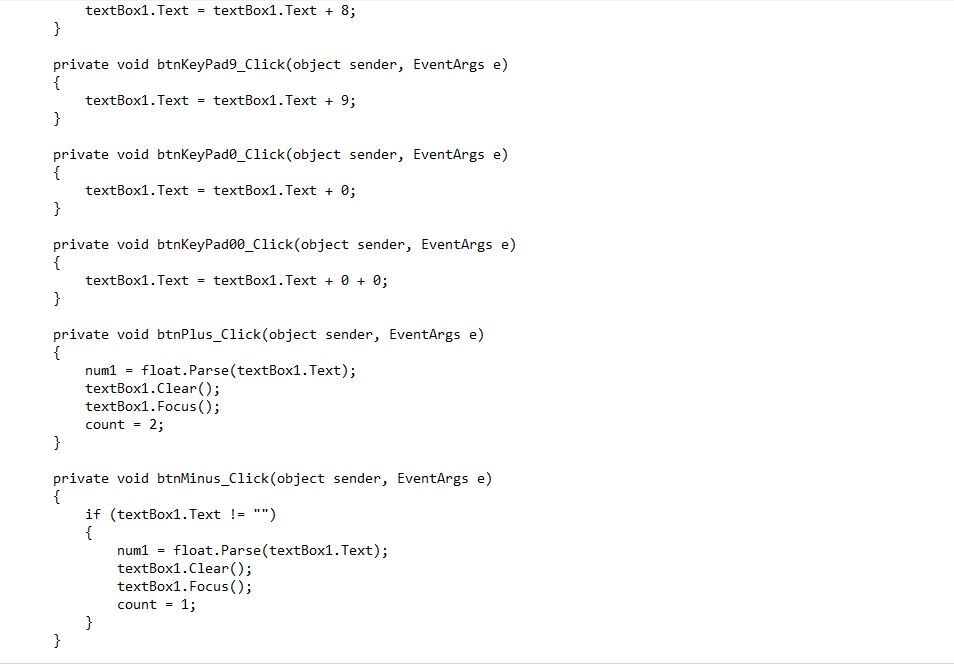 textBox1.Text = textBox1.Text + 8;
}
private void btnKeyPad9_Click(object sender, EventArgs e)
{
textBox1.Text = textBox1.Text + 9;
}
private void btnKeyPad0_Click(object sender, EventArgs e)
{
textBox1.Text = textBox1.Text + 0;
}
private void btnKeyPad00_Click(object sender, EventArgs e)
{
textBox1.Text = textBox1.Text + 0 + 0;
}
private void btnPlus_Click(object sender, EventArgs e)
{
num1 = float.Parse(textBox1.Text);
textBox1.Clear();
textBox1.Focus();
count = 2;
}
private void btnMinus_Click(object sender, EventArgs e)
{
if (textBox1.Text != "")
{
num1 = float.Parse(textBox1.Text);
textBox1.Clear();
textBox1.Focus();
count = 1;
}
}